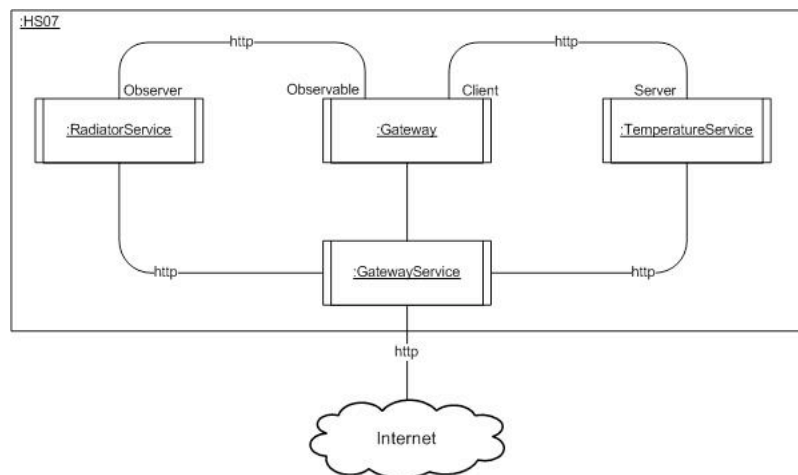 :HS07
http
http
Observer
Observable
Client
Server
:RadiatorService
:Gateway
:TemperatureService
:GatewayService
http
http
http
Internet